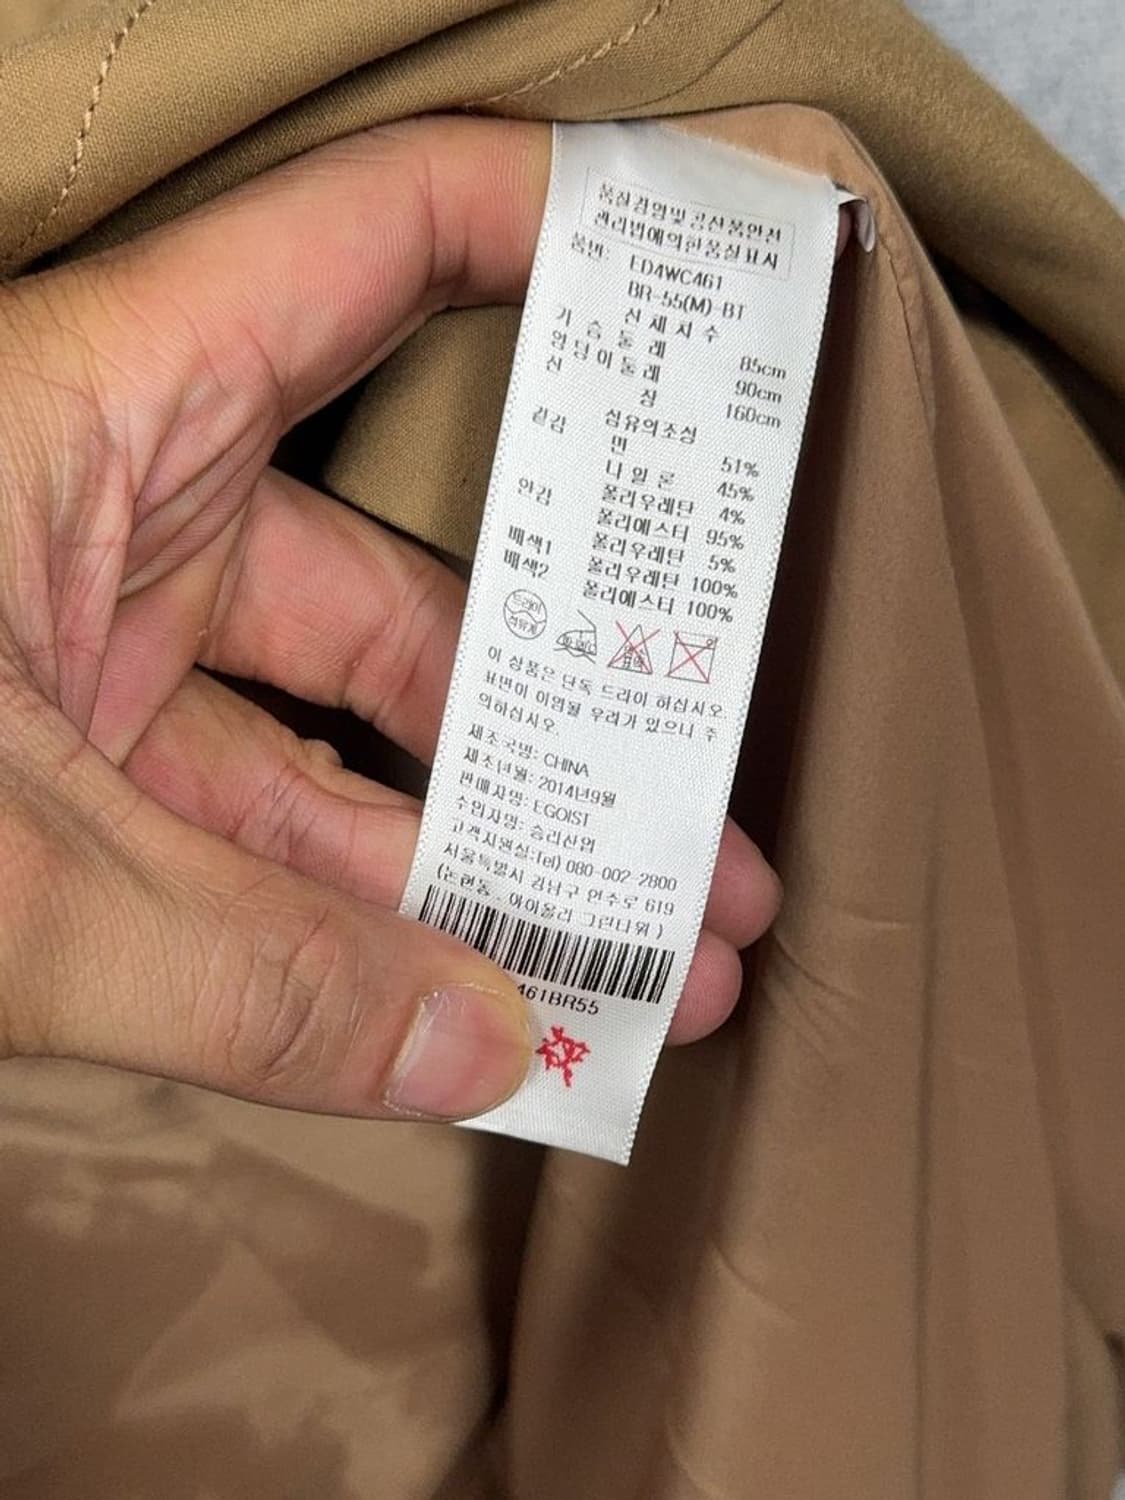 품질경영및공산품안전
관리법에의한품질표시
품번: ED4WC461
BR-55(M)-BT
신체치수
가슴둘레 85cm
엉덩이둘레 90cm
신장 160cm
섬유의조성
겉감 면 51%
나일론 45%
폴리우레탄 4%
안감 폴리에스터 95%
폴리우레탄 5%
배색1 폴리우레탄 100%
배색2 폴리에스터 100%
드라이
석유계
이 상품은 단독 드라이 하십시오.
표면이 이염될 우려가 있으니 주
의하십시오.
제조국명: CHINA
제조년월: 2014년9월
판매자명: EGOIST
수입자명: 승리산업
고객지원실:Tel) 080-002-2800
서울특별시 강남구 언주로 619
(논현동, 아이올리 그린타워 )
461BR55